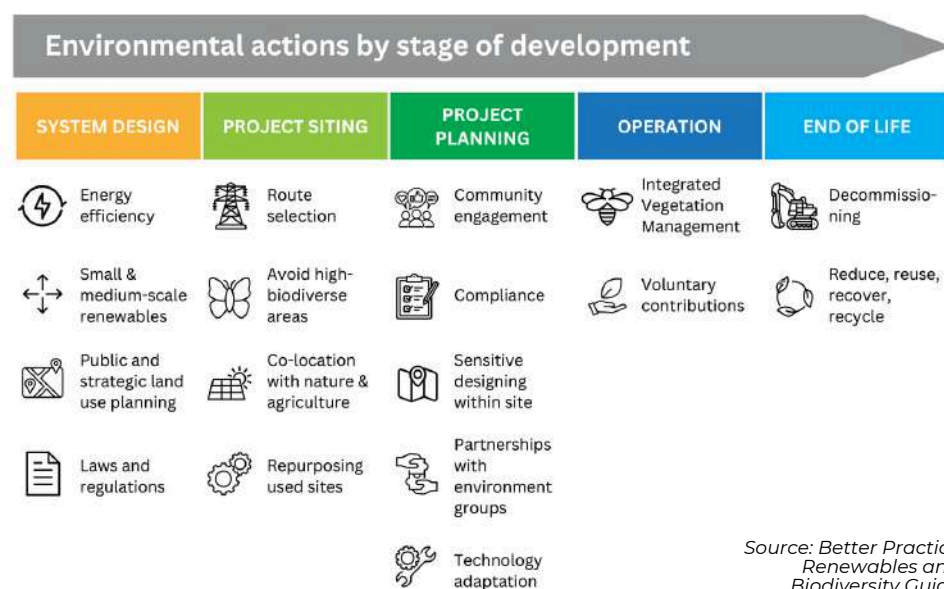 Environmental actions by stage of development
SYSTEM DESIGN
PROJECT SITING
PROJECT
PLANNING
OPERATION
END OF LIFE
Energy
efficiency
Small &
medium-scale
renewables
Public and
strategic land
use planning
Laws and
regulations
Route
selection
Avoid high-
biodiverse
areas
Co-location
with nature &
agriculture
Repurposing
used sites
Community
engagement
Compliance
Sensitive
designing
within site
Partnerships
with
environment
groups
Technology
adaptation
Integrated
Vegetation
Management
Voluntary
contributions
Decommissio-
ning
Reduce, reuse,
recover,
recycle
Source: Better Practic
Renewables an
Biodiversity Guid